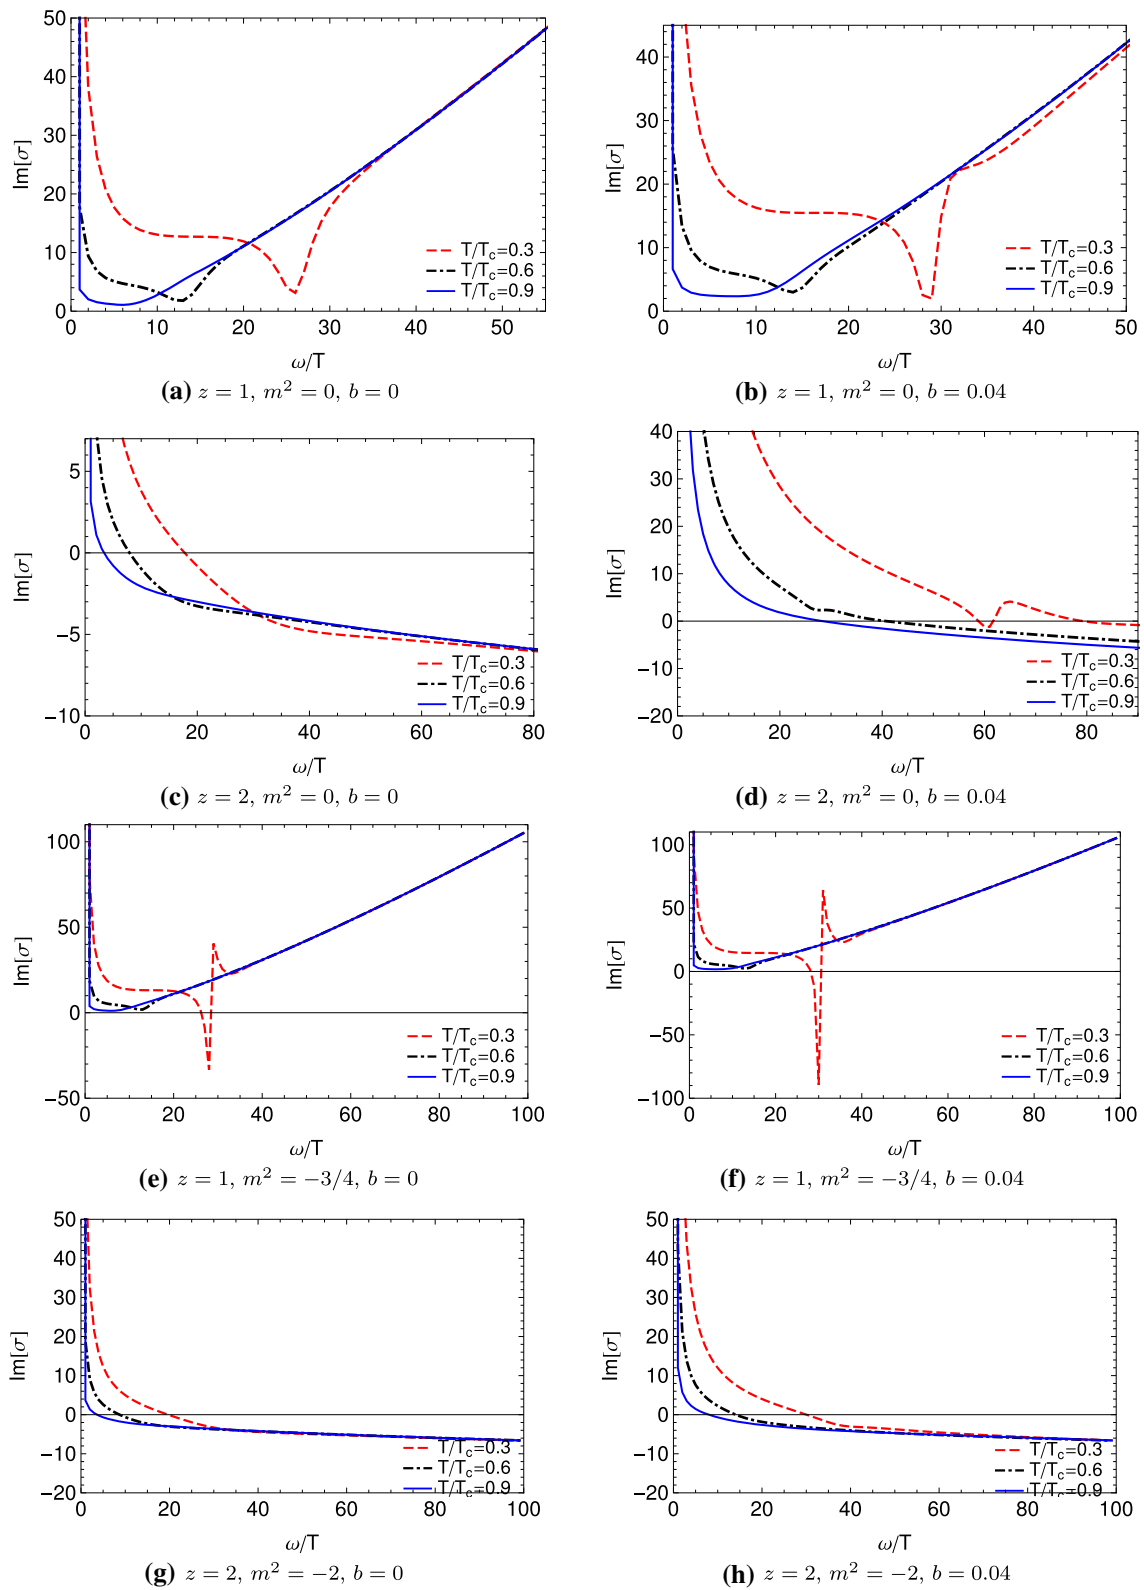 50
40
30
20
10
0
Im[σ]
0 10 20 30 40 50
ω/T
T/Tc=0.3
T/Tc=0.6
T/Tc=0.9
(a) z = 1, m² = 0, b = 0
40
30
20
10
0
Im[σ]
0 10 20 30 40 50
ω/T
T/Tc=0.3
T/Tc=0.6
T/Tc=0.9
(b) z = 1, m² = 0, b = 0.04
5
0
−5
−10
Im[σ]
0 20 40 60 80
ω/T
T/Tc=0.3
T/Tc=0.6
T/Tc=0.9
(c) z = 2, m² = 0, b = 0
40
30
20
10
0
−10
−20
Im[σ]
0 20 40 60 80
ω/T
T/Tc=0.3
T/Tc=0.6
T/Tc=0.9
(d) z = 2, m² = 0, b = 0.04
100
50
0
−50
Im[σ]
0 20 40 60 80 100
ω/T
T/Tc=0.3
T/Tc=0.6
T/Tc=0.9
(e) z = 1, m² = −3/4, b = 0
100
50
0
−50
−100
Im[σ]
0 20 40 60 80 100
ω/T
T/Tc=0.3
T/Tc=0.6
T/Tc=0.9
(f) z = 1, m² = −3/4, b = 0.04
50
40
30
20
10
0
−10
−20
Im[σ]
0 20 40 60 80 100
ω/T
T/Tc=0.3
T/Tc=0.6
T/Tc=0.9
(g) z = 2, m² = −2, b = 0
50
40
30
20
10
0
−10
−20
Im[σ]
0 20 40 60 80 100
ω/T
T/Tc=0.3
T/Tc=0.6
T/Tc=0.9
(h) z = 2, m² = −2, b = 0.04